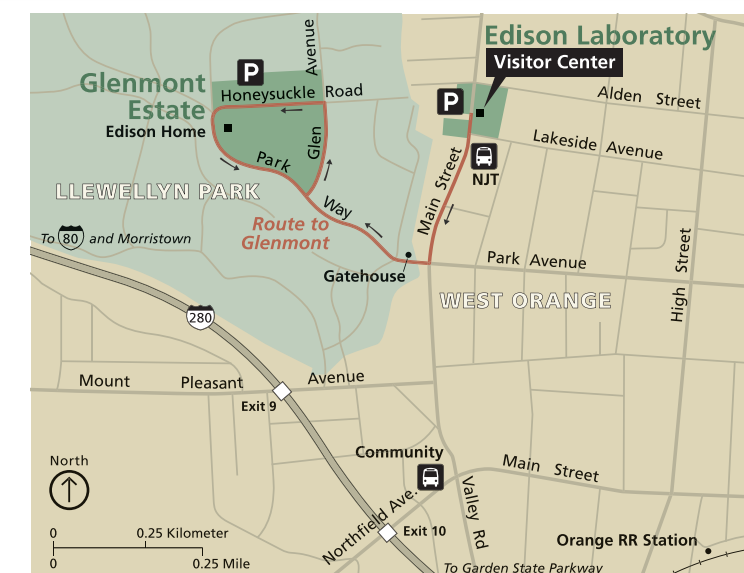 Edison Laboratory
Visitor Center
P
Avenue
Glenmont
Estate
Honeysuckle Road
P
Alden Street
Edison Home
Glen
Lakeside Avenue
Park
Main Street
NJT
LLEWELLYN PARK
Way
Route to
Glenmont
To 80 and Morristown
High Street
Park Avenue
Gatehouse
WEST ORANGE
280
Mount Pleasant Avenue
Exit 9
Community
North
Main Street
Valley Rd
Northfield Ave.
Exit 10
0 0.25 Kilometer
0 0.25 Mile
Orange RR Station
To Garden State Parkway